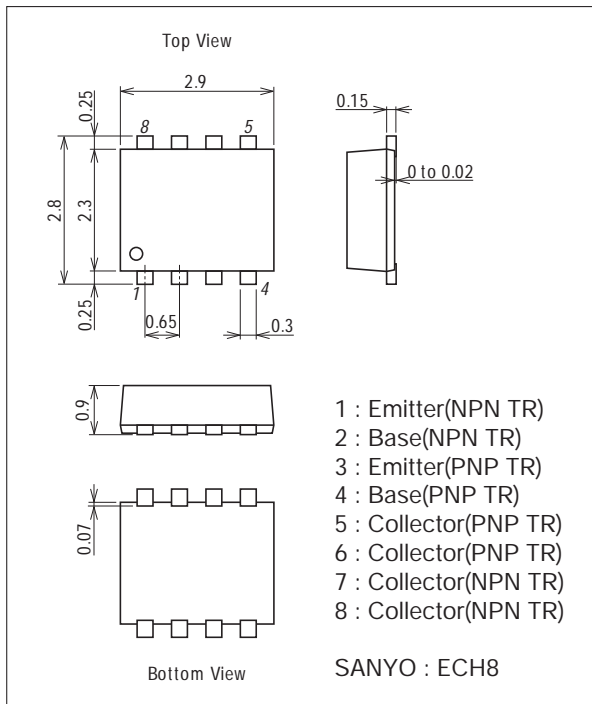 Top View
2.9
0.25
8
5
0.15
0 to 0.02
2.8
2.3
0.25
1
4
0.65
0.3
0.9
1 : Emitter(NPN TR)
2 : Base(NPN TR)
3 : Emitter(PNP TR)
4 : Base(PNP TR)
5 : Collector(PNP TR)
6 : Collector(PNP TR)
7 : Collector(NPN TR)
8 : Collector(NPN TR)
0.07
Bottom View
SANYO : ECH8